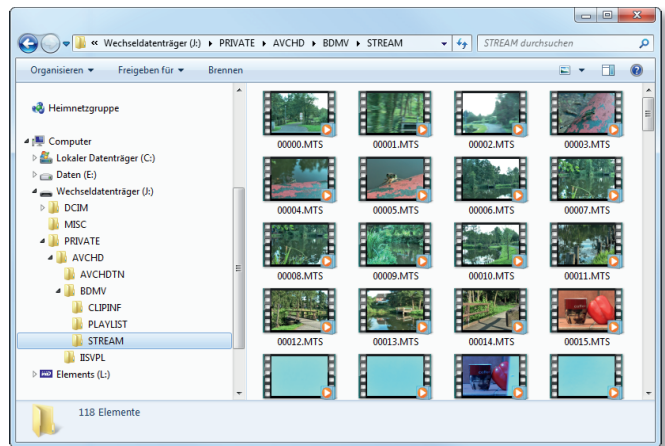 « Wechseldatenträger (J:) ▸ PRIVATE ▸ AVCHD ▸ BDMV ▸ STREAM
STREAM durchsuchen
Organisieren Freigeben für Brennen
Heimnetzgruppe
Computer
Lokaler Datenträger (C:)
Daten (E:)
Wechseldatenträger (J:)
DCIM
MISC
PRIVATE
AVCHD
AVCHDTN
BDMV
CLIPINF
PLAYLIST
STREAM
IISVPL
Elements (L:)
00000.MTS 00001.MTS 00002.MTS 00003.MTS
00004.MTS 00005.MTS 00006.MTS 00007.MTS
00008.MTS 00009.MTS 00010.MTS 00011.MTS
00012.MTS 00013.MTS 00014.MTS 00015.MTS
118 Elemente